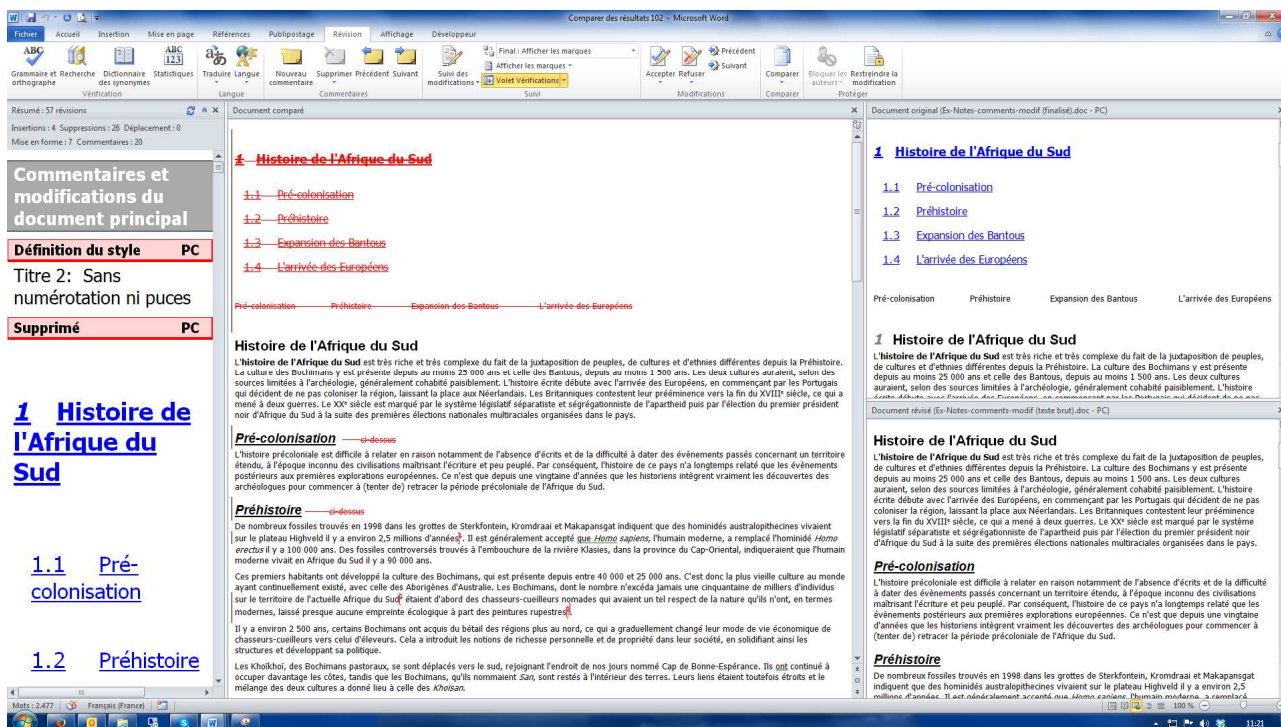 Comparer des résultats 102 - Microsoft Word
Fichier Accueil Insertion Mise en page Références Publipostage Révision Affichage Développeur
ABC
Grammaire et orthographe
Recherche
Dictionnaire des synonymes
ABC 123
Statistiques
Vérification
Traduire
Langue
Langue
Nouveau commentaire
Supprimer
Précédent
Suivant
Commentaires
Suivi des modifications
Final : Afficher les marques
Afficher les marques
Volet Vérifications
Suivi
Accepter
Refuser
Précédent
Suivant
Modifications
Comparer
Comparer
Bloquer les auteurs
Restreindre la modification
Protéger
Résumé : 57 révisions
Insertions : 4 Suppressions : 26 Déplacement : 0
Mise en forme : 7 Commentaires : 20
Commentaires et
modifications du
document principal
Définition du style PC
Titre 2: Sans
numérotation ni puces
Supprimé PC
1 Histoire de
l'Afrique du
Sud
1.1 Pré-
colonisation
1.2 Préhistoire
Document comparé
1 Histoire de l'Afrique du Sud
1.1 Pré-colonisation
1.2 Préhistoire
1.3 Expansion des Bantous
1.4 L'arrivée des Européens
Pré-colonisation Préhistoire Expansion des Bantous L'arrivée des Européens
Histoire de l'Afrique du Sud
L'histoire de l'Afrique du Sud est très riche et très complexe du fait de la juxtaposition de peuples, de cultures et d'ethnies différentes depuis la Préhistoire.
La culture des Bochimans y est présente depuis au moins 25 000 ans et celle des Bantous, depuis au moins 1 500 ans. Les deux cultures auraient, selon des
sources limitées à l'archéologie, généralement cohabité paisiblement. L'histoire écrite débute avec l'arrivée des Européens, en commençant par les Portugais
qui décident de ne pas coloniser la région, laissant la place aux Néerlandais. Les Britanniques contestent leur prééminence vers la fin du XVIIIe siècle, ce qui a
mené à deux guerres. Le XXe siècle est marqué par le système législatif séparatiste et ségrégationniste de l'apartheid puis par l'élection du premier président
noir d'Afrique du Sud à la suite des premières élections nationales multiraciales organisées dans le pays.
Pré-colonisation ci-dessus
L'histoire précoloniale est difficile à relater en raison notamment de l'absence d'écrits et de la difficulté à dater des évènements passés concernant un territoire
étendu, à l'époque inconnu des civilisations maîtrisant l'écriture et peu peuplé. Par conséquent, l'histoire de ce pays n'a longtemps relaté que les évènements
postérieurs aux premières explorations européennes. Ce n'est que depuis une vingtaine d'années que les historiens intègrent vraiment les découvertes des
archéologues pour commencer à (tenter de) retracer la période précoloniale de l'Afrique du Sud.
Préhistoire ci-dessus
De nombreux fossiles trouvés en 1998 dans les grottes de Sterkfontein, Kromdraai et Makapansgat indiquent que des hominidés australopithecines vivaient
sur le plateau Highveld il y a environ 2,5 millions d'années. Il est généralement accepté que Homo sapiens, l'humain moderne, a remplacé l'hominidé Homo
erectus il y a 100 000 ans. Des fossiles controversés trouvés à l'embouchure de la rivière Klasies, dans la province du Cap-Oriental, indiqueraient que l'humain
moderne vivait en Afrique du Sud il y a 90 000 ans.
Ces premiers habitants ont développé la culture des Bochimans, qui est présente depuis entre 40 000 et 25 000 ans. C'est donc la plus vieille culture au monde
ayant continuellement existé, avec celle des Aborigènes d'Australie. Les Bochimans, dont le nombre n'excéda jamais une cinquantaine de milliers d'individus
sur le territoire de l'actuelle Afrique du Sud étaient d'abord des chasseurs-cueilleurs nomades qui avaient un tel respect de la nature qu'ils n'ont, en termes
modernes, laissé presque aucune empreinte écologique à part des peintures rupestres.
Il y a environ 2 500 ans, certains Bochimans ont acquis du bétail des régions plus au nord, ce qui a graduellement changé leur mode de vie économique de
chasseurs-cueilleurs vers celui d'éleveurs. Cela a introduit les notions de richesse personnelle et de propriété dans leur société, en solidifiant ainsi les
structures et développant sa politique.
Les Khoïkhoï, des Bochimans pastoraux, se sont déplacés vers le sud, rejoignant l'endroit de nos jours nommé Cap de Bonne-Espérance. Ils ont continué à
occuper davantage les côtes, tandis que les Bochimans, qu'ils nommaient San, sont restés à l'intérieur des terres. Leurs liens étaient toutefois étroits et le
mélange des deux cultures a donné lieu à celle des Khoisan.
Document original (Ex-Notes-comments-modif (finalisé).doc - PC)
1 Histoire de l'Afrique du Sud
1.1 Pré-colonisation
1.2 Préhistoire
1.3 Expansion des Bantous
1.4 L'arrivée des Européens
Pré-colonisation Préhistoire Expansion des Bantous L'arrivée des Européens
1 Histoire de l'Afrique du Sud
L'histoire de l'Afrique du Sud est très riche et très complexe du fait de la juxtaposition de peuples,
de cultures et d'ethnies différentes depuis la Préhistoire. La culture des Bochimans y est présente
depuis au moins 25 000 ans et celle des Bantous, depuis au moins 1 500 ans. Les deux cultures
auraient, selon des sources limitées à l'archéologie, généralement cohabité paisiblement. L'histoire
écrite débute avec l'arrivée des Européens, en commençant par les Portugais qui décident de ne pas
Document révisé (Ex-Notes-comments-modif (texte brut).doc - PC)
Histoire de l'Afrique du Sud
L'histoire de l'Afrique du Sud est très riche et très complexe du fait de la juxtaposition de peuples,
de cultures et d'ethnies différentes depuis la Préhistoire. La culture des Bochimans y est présente
depuis au moins 25 000 ans et celle des Bantous, depuis au moins 1 500 ans. Les deux cultures
auraient, selon des sources limitées à l'archéologie, généralement cohabité paisiblement. L'histoire
écrite débute avec l'arrivée des Européens, en commençant par les Portugais qui décident de ne pas
coloniser la région, laissant la place aux Néerlandais. Les Britanniques contestent leur prééminence
vers la fin du XVIIIe siècle, ce qui a mené à deux guerres. Le XXe siècle est marqué par le système
législatif séparatiste et ségrégationniste de l'apartheid puis par l'élection du premier président noir
d'Afrique du Sud à la suite des premières élections nationales multiraciales organisées dans le pays.
Pré-colonisation
L'histoire précoloniale est difficile à relater en raison notamment de l'absence d'écrits et de la difficulté
à dater des évènements passés concernant un territoire étendu, à l'époque inconnu des civilisations
maîtrisant l'écriture et peu peuplé. Par conséquent, l'histoire de ce pays n'a longtemps relaté que les
évènements postérieurs aux premières explorations européennes. Ce n'est que depuis une vingtaine
d'années que les historiens intègrent vraiment les découvertes des archéologues pour commencer à
(tenter de) retracer la période précoloniale de l'Afrique du Sud.
Préhistoire
De nombreux fossiles trouvés en 1998 dans les grottes de Sterkfontein, Kromdraai et Makapansgat
indiquent que des hominidés australopithecines vivaient sur le plateau Highveld il y a environ 2,5
millions d'années. Il est généralement accepté que Homo sapiens, l'humain moderne, a remplacé
Mots : 2.477 Français (France) 100 %
11:21